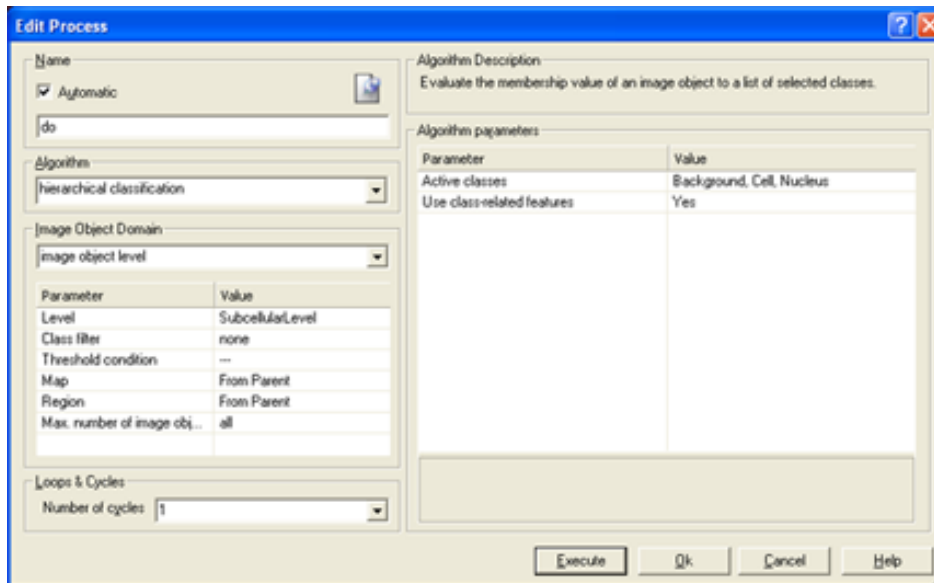 Edit Process
Name
Automatic
do
Algorithm
hierarchical classification
Image Object Domain
image object level
Parameter Value
Level SubcellularLevel
Class filter none
Threshold condition ---
Map From Parent
Region From Parent
Max. number of image obj... all
Loops & Cycles
Number of cycles 1
Algorithm Description
Evaluate the membership value of an image object to a list of selected classes.
Algorithm parameters
Parameter Value
Active classes Background, Cell, Nucleus
Use class-related features Yes
Execute Ok Cancel Help